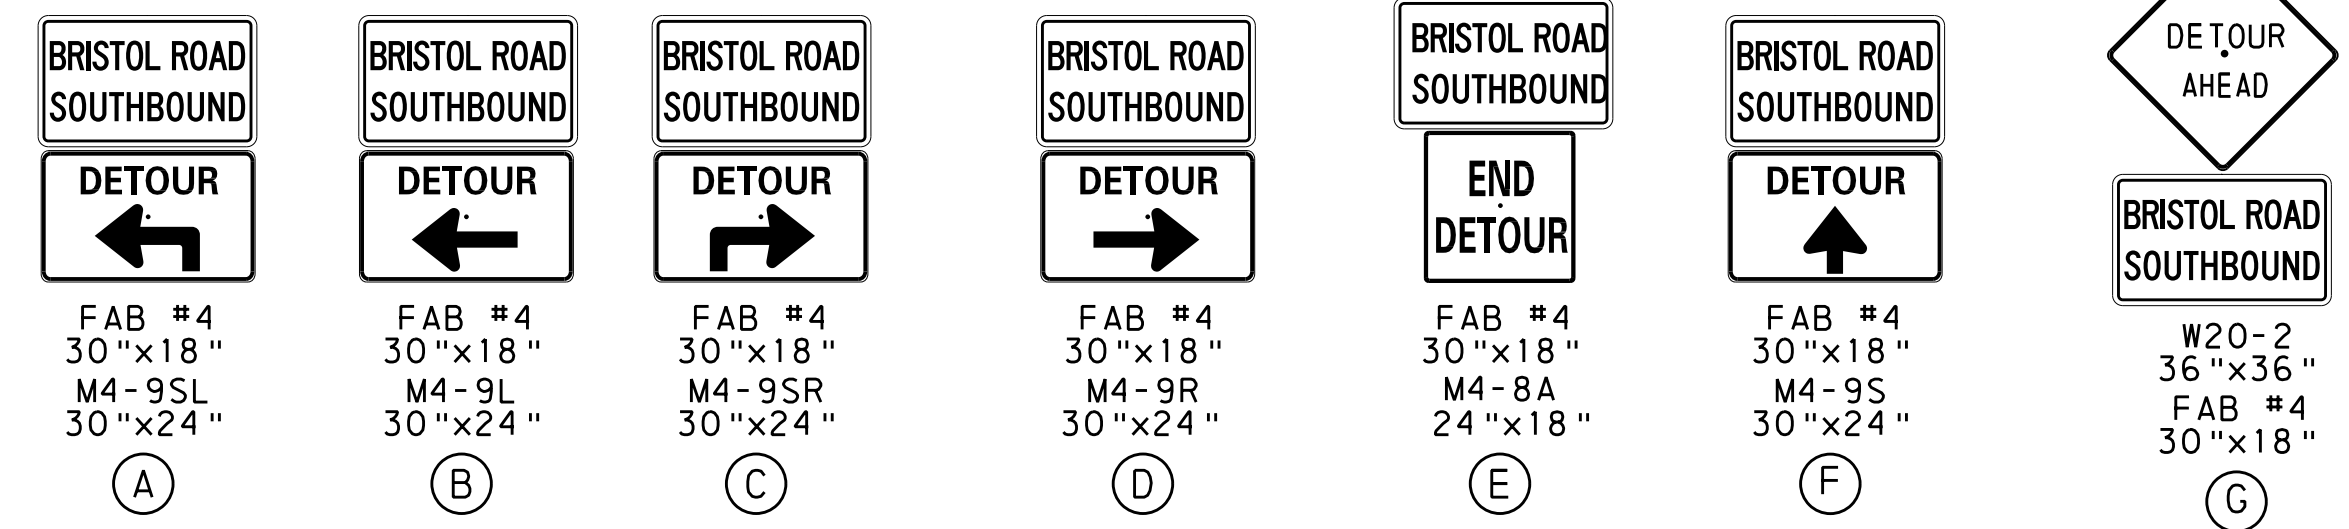 BRISTOL ROAD
SOUTHBOUND
DETOUR
FAB #4
30"x18"
M4-9SL
30"x24"
A
BRISTOL ROAD
SOUTHBOUND
DETOUR
FAB #4
30"x18"
M4-9L
30"x24"
B
BRISTOL ROAD
SOUTHBOUND
DETOUR
FAB #4
30"x18"
M4-9SR
30"x24"
C
BRISTOL ROAD
SOUTHBOUND
DETOUR
FAB #4
30"x18"
M4-9R
30"x24"
D
BRISTOL ROAD
SOUTHBOUND
END
DETOUR
FAB #4
30"x18"
M4-8A
24"x18"
E
BRISTOL ROAD
SOUTHBOUND
DETOUR
FAB #4
30"x18"
M4-9S
30"x24"
F
DETOUR
AHEAD
BRISTOL ROAD
SOUTHBOUND
W20-2
36"x36"
FAB #4
30"x18"
G